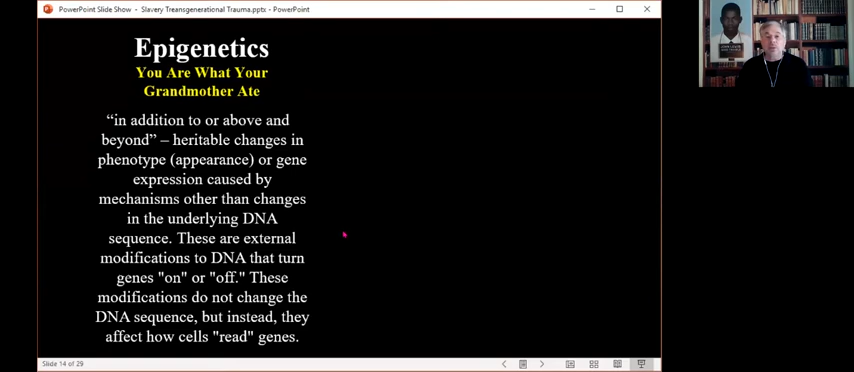 PowerPoint Slide Show - Slavery Treansgenerational Trauma.pptx - PowerPoint
Epigenetics
You Are What Your
Grandmother Ate
“in addition to or above and
beyond” – heritable changes in
phenotype (appearance) or gene
expression caused by
mechanisms other than changes
in the underlying DNA
sequence. These are external
modifications to DNA that turn
genes "on" or "off." These
modifications do not change the
DNA sequence, but instead, they
affect how cells "read" genes.
Slide 14 of 29